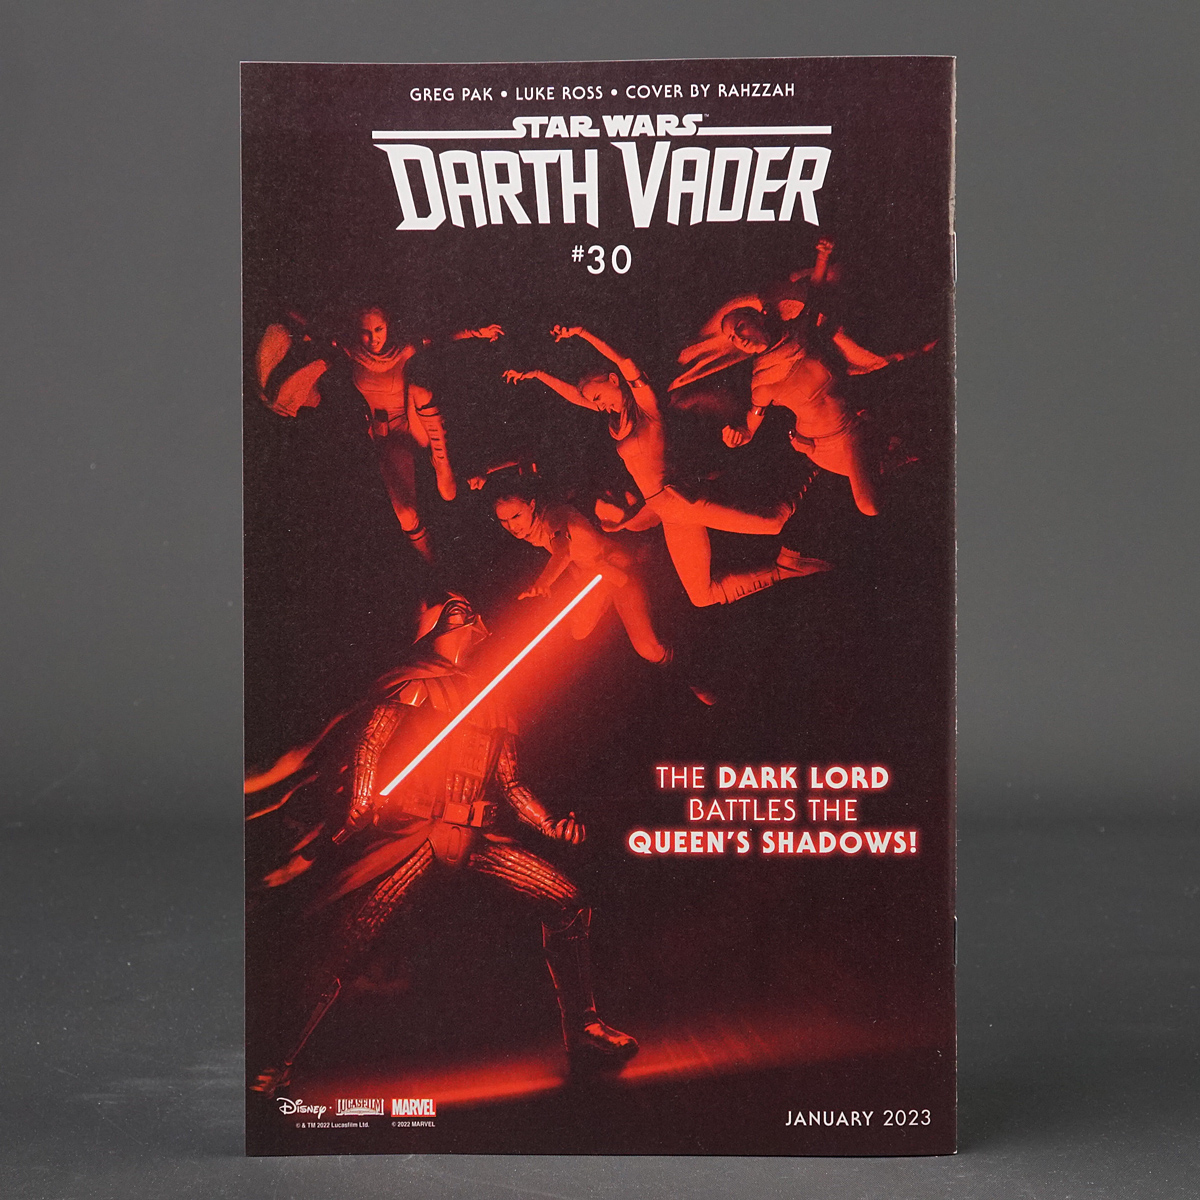 GREG PAK • LUKE ROSS • COVER BY RAHZZAH
STAR WARS™
DARTH VADER
#30
THE DARK LORD
BATTLES THE
QUEEN'S SHADOWS!
Disney · LUCASFILM MARVEL
© & TM 2022 Lucasfilm Ltd. © 2022 MARVEL
JANUARY 2023